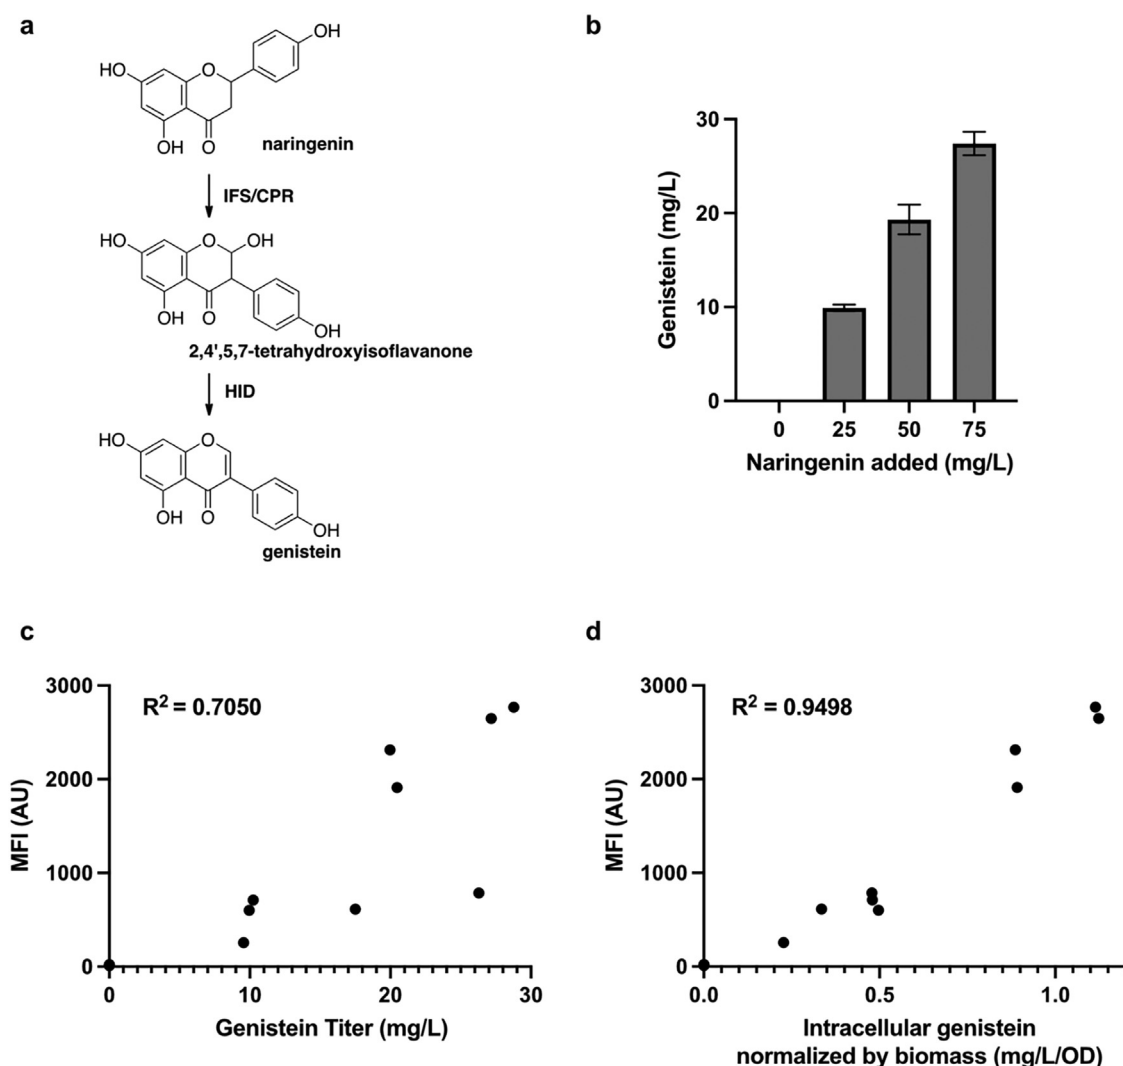 a
OH
HO
O
OH
O
naringenin
IFS/CPR
HO
O
OH
OH
O
OH
2,4',5,7-tetrahydroxyisoflavanone
HID
HO
O
OH
O
OH
genistein
b
Genistein (mg/L)
30
20
10
0
0 25 50 75
Naringenin added (mg/L)
c
R² = 0.7050
MFI (AU)
3000
2000
1000
0
0 10 20 30
Genistein Titer (mg/L)
d
R² = 0.9498
MFI (AU)
3000
2000
1000
0
0.0 0.5 1.0
Intracellular genistein
normalized by biomass (mg/L/OD)